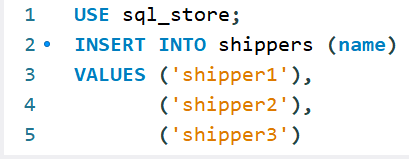 1 USE sql_store;
2 INSERT INTO shippers (name)
3 VALUES ('shipper1'),
4 ('shipper2'),
5 ('shipper3')